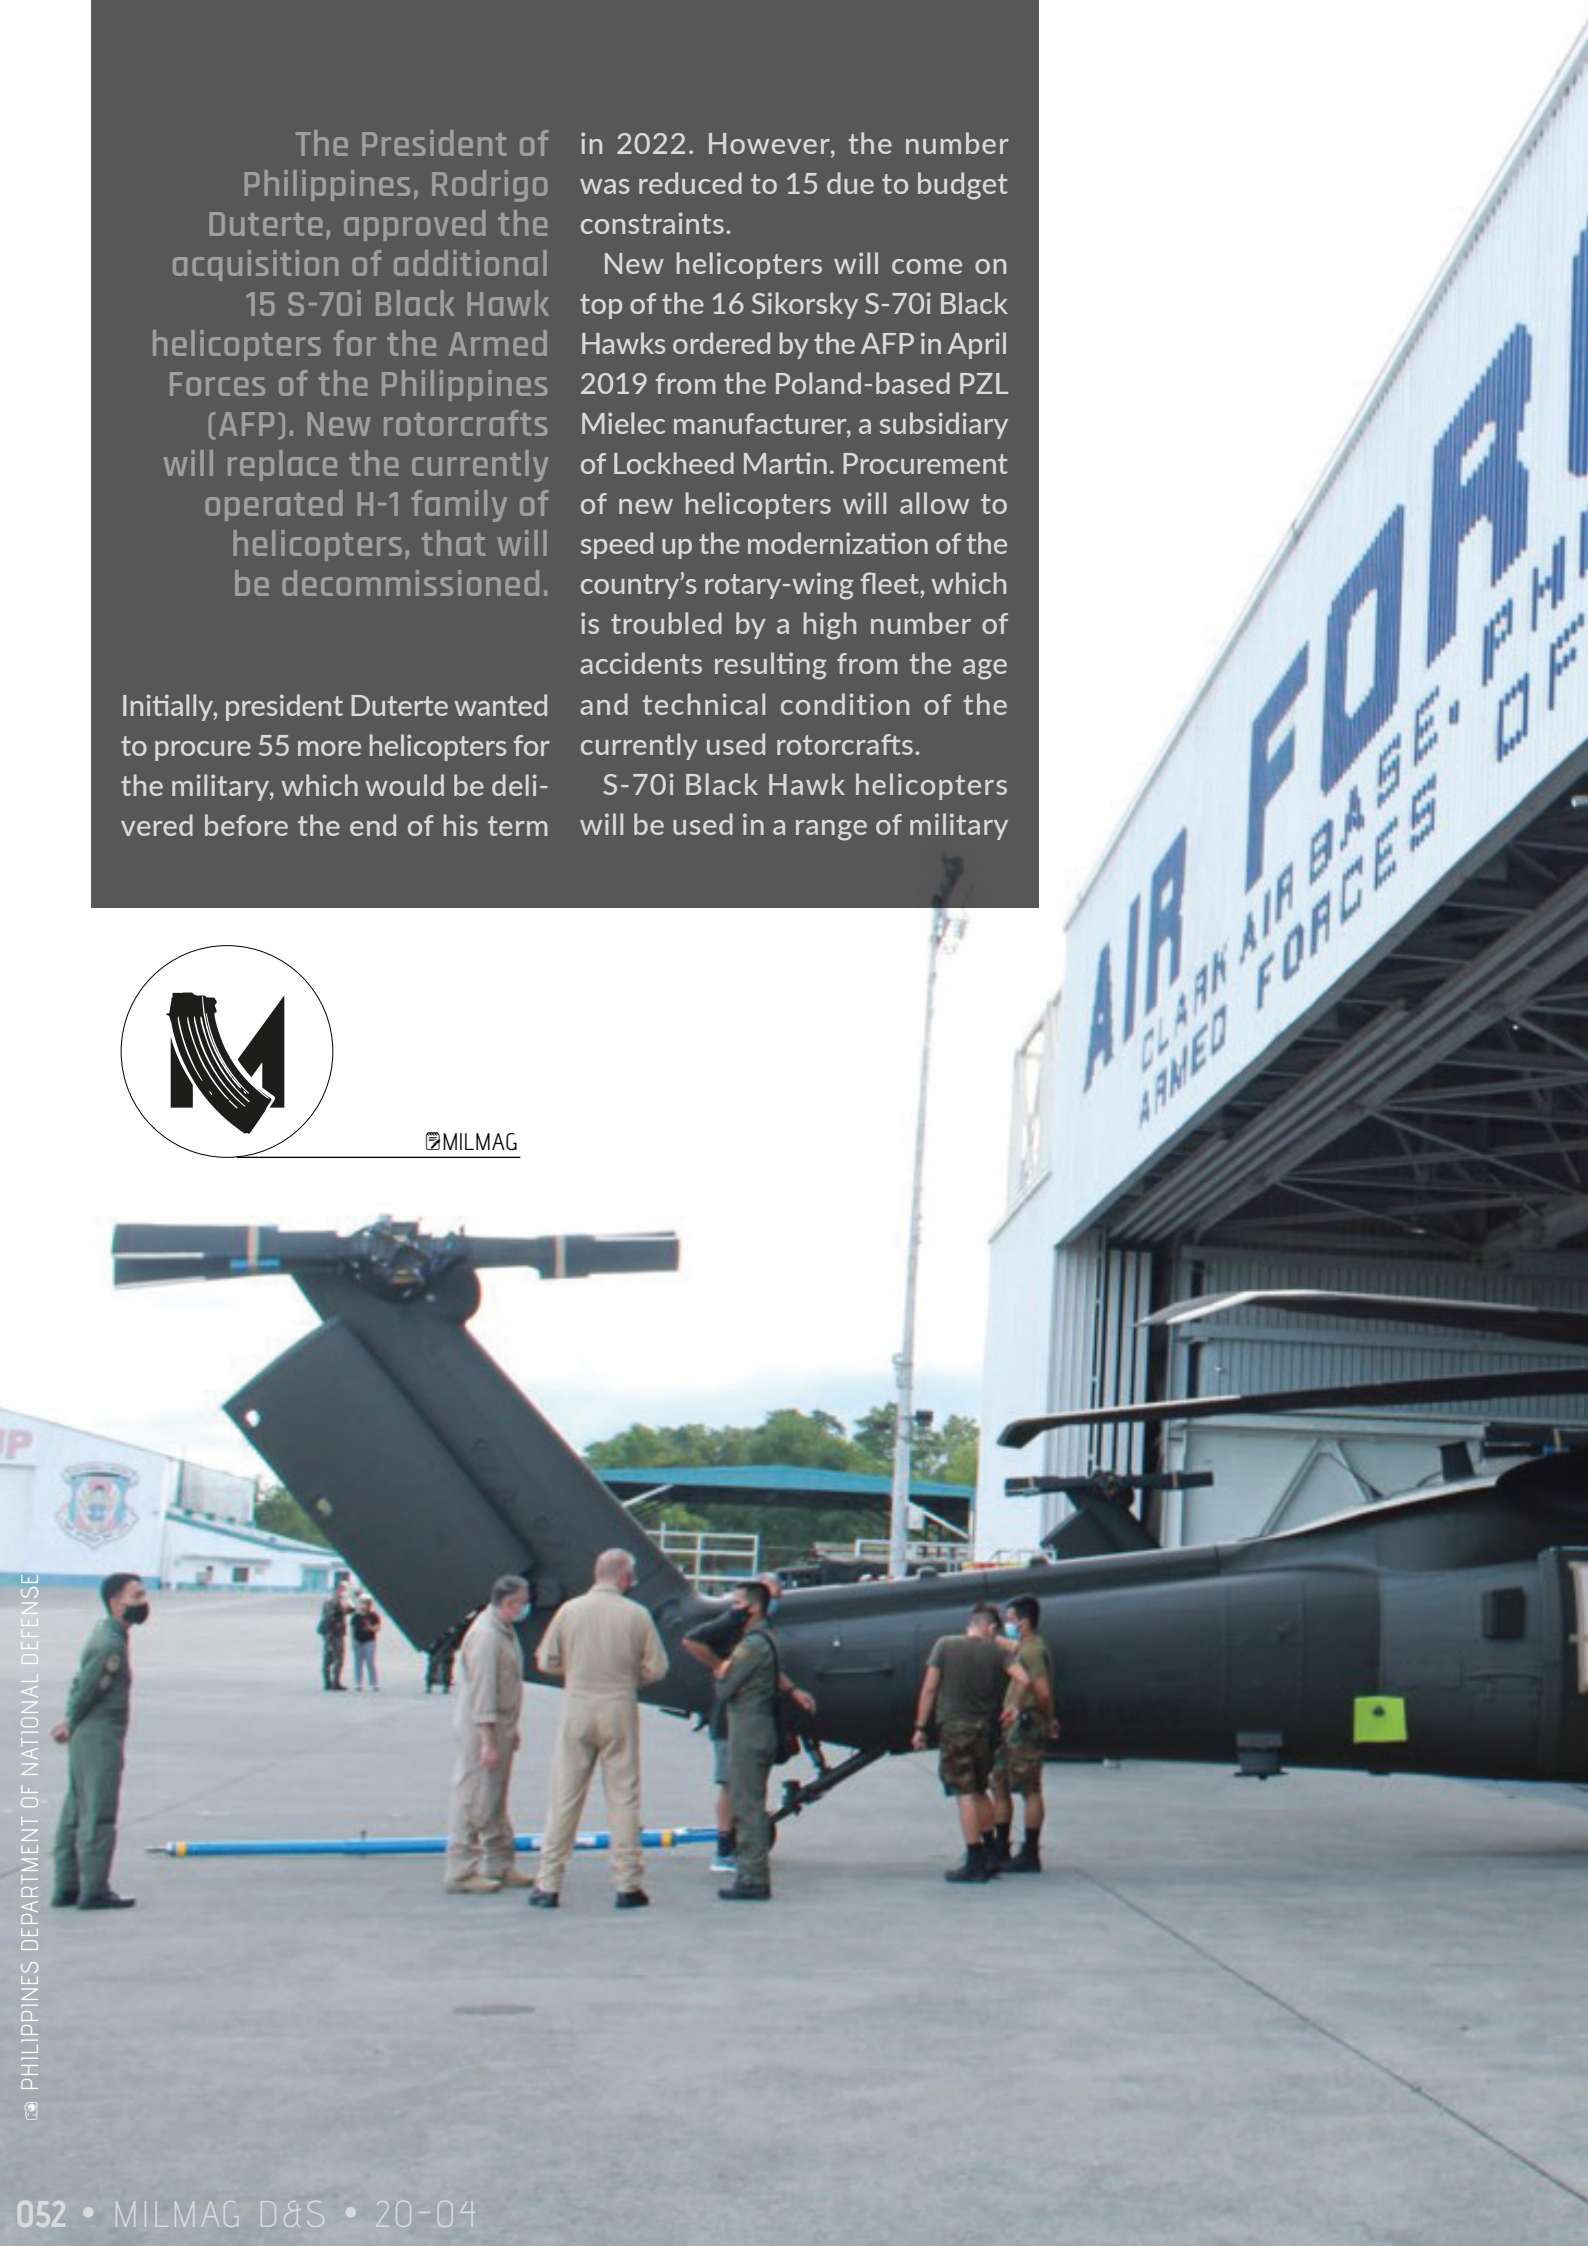 The President of
Philippines, Rodrigo
Duterte, approved the
acquisition of additional
15 S-70i Black Hawk
helicopters for the Armed
Forces of the Philippines
(AFP). New rotorcrafts
will replace the currently
operated H-1 family of
helicopters, that will
be decommissioned.
Initially, president Duterte wanted
to procure 55 more helicopters for
the military, which would be deli-
vered before the end of his term
in 2022. However, the number
was reduced to 15 due to budget
constraints.
New helicopters will come on
top of the 16 Sikorsky S-70i Black
Hawks ordered by the AFP in April
2019 from the Poland-based PZL
Mielec manufacturer, a subsidiary
of Lockheed Martin. Procurement
of new helicopters will allow to
speed up the modernization of the
country’s rotary-wing fleet, which
is troubled by a high number of
accidents resulting from the age
and technical condition of the
currently used rotorcrafts.
S-70i Black Hawk helicopters
will be used in a range of military
AIR FOR
CLARK AIR BASE, PH
ARMED FORCES OF
M
MILMAG
UP
PHILIPPINES DEPARTMENT OF NATIONAL DEFENSE
052 • MILMAG D&S • 20-04